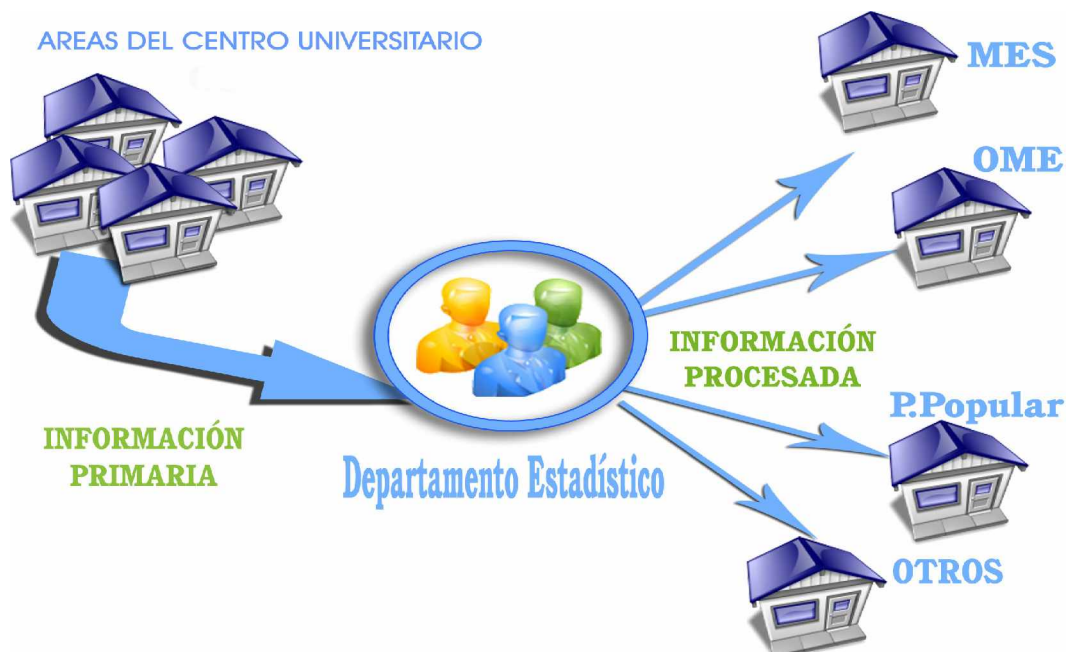 AREAS DEL CENTRO UNIVERSITARIO
MES
OME
INFORMACIÓN
PROCESADA
P.Popular
INFORMACIÓN
PRIMARIA
Departamento Estadístico
OTROS